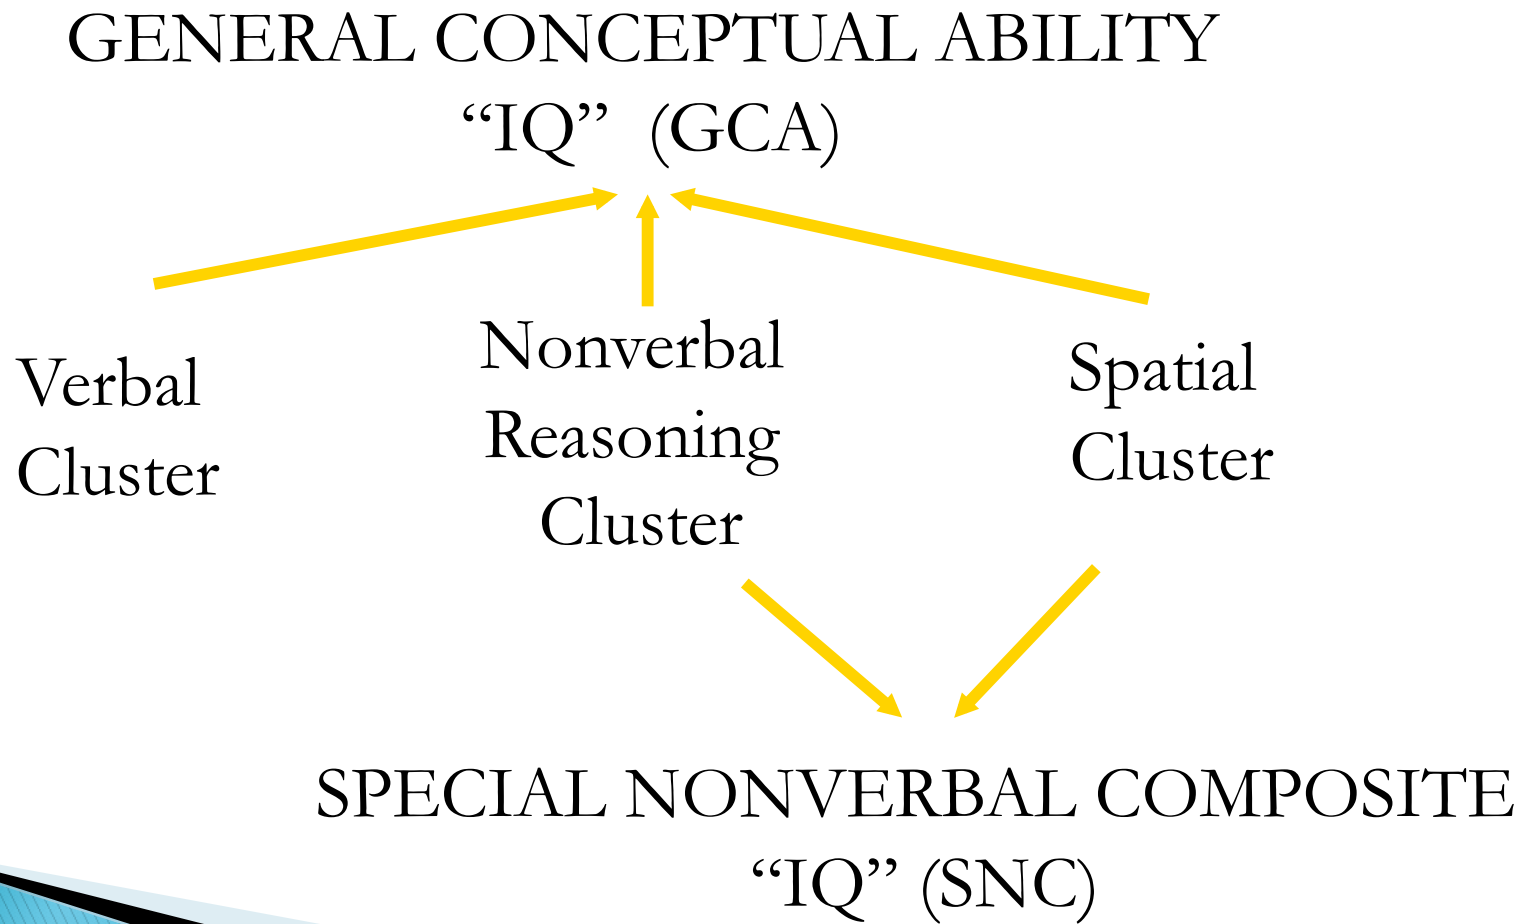 GENERAL CONCEPTUAL ABILITY
“IQ” (GCA)
Verbal
Cluster
Nonverbal
Reasoning
Cluster
Spatial
Cluster
SPECIAL NONVERBAL COMPOSITE
“IQ” (SNC)